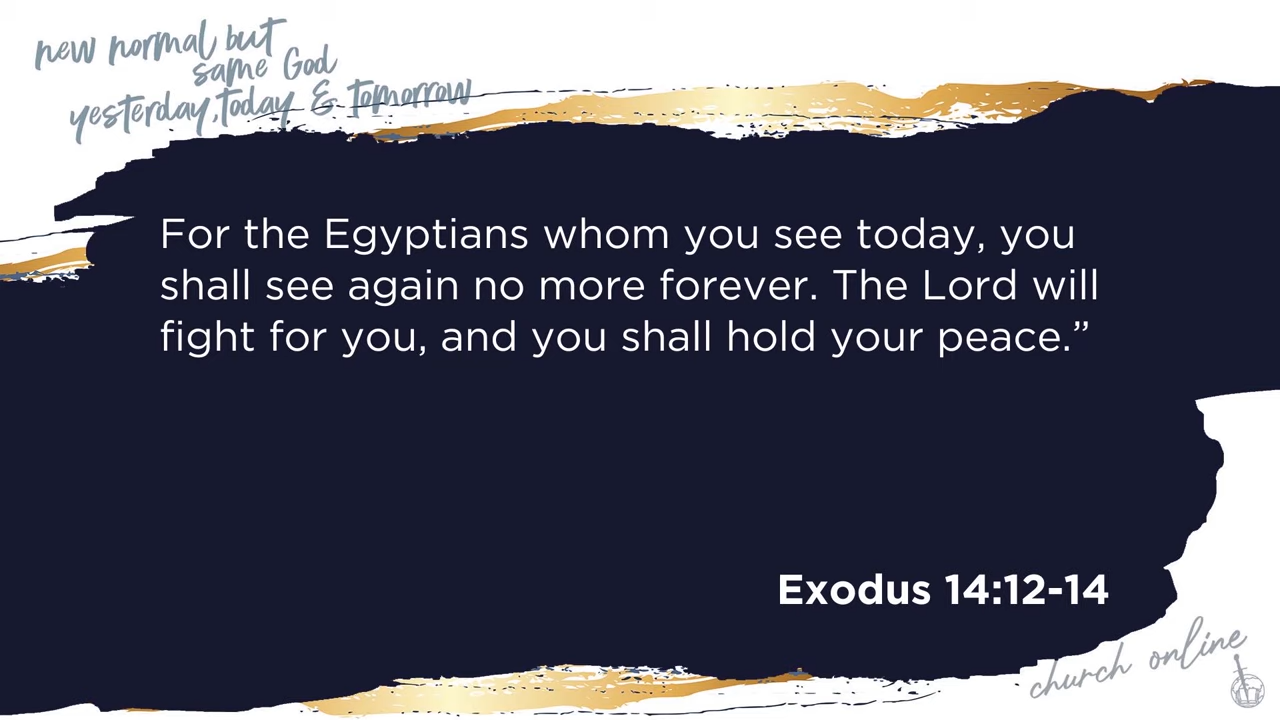 new normal but
same God
yesterday, today & tomorrow
For the Egyptians whom you see today, you
shall see again no more forever. The Lord will
fight for you, and you shall hold your peace.”
Exodus 14:12-14
church online